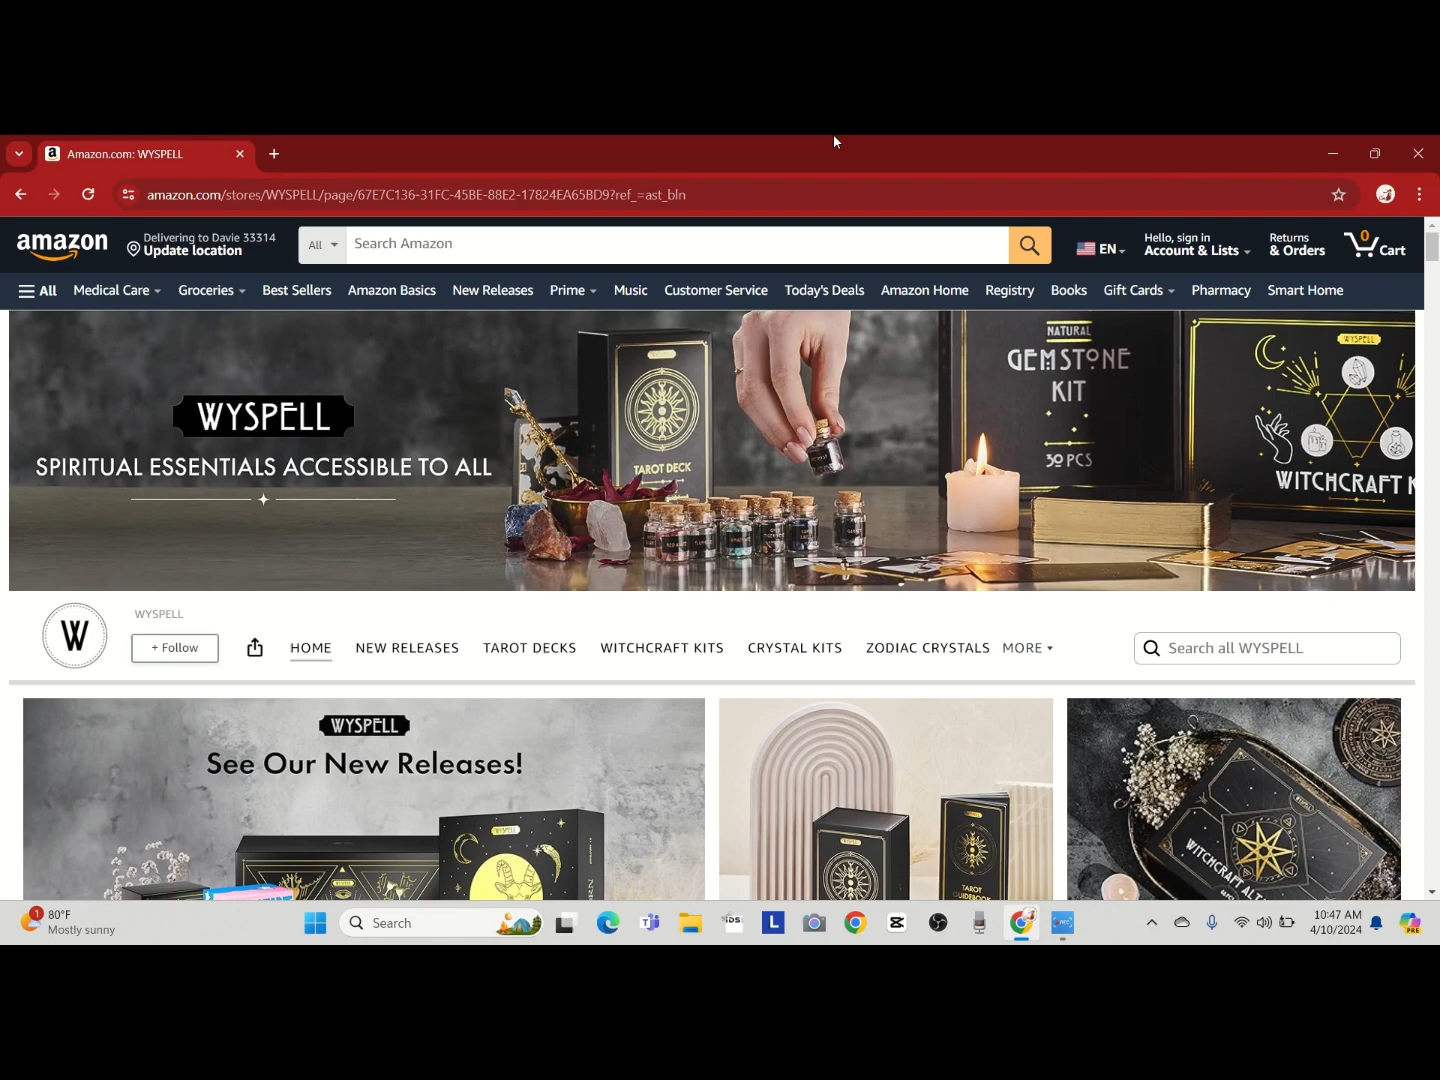 Amazon.com: WYSPELL
amazon.com/stores/WYSPELL/page/67E7C136-31FC-45BE-88E2-17824EA65BD9?ref_=ast_bln
amazon
Delivering to Davie 33314
Update location
All
Search Amazon
EN
Hello, sign in
Account & Lists
Returns
& Orders
0
Cart
All Medical Care Groceries Best Sellers Amazon Basics New Releases Prime Music Customer Service Today's Deals Amazon Home Registry Books Gift Cards Pharmacy Smart Home
WYSPELL
SPIRITUAL ESSENTIALS ACCESSIBLE TO ALL
TAROT DECK
NATURAL
GEMSTONE
KIT
30 PCS
WYSPELL
WITCHCRAFT K
W
WYSPELL
+ Follow
HOME NEW RELEASES TAROT DECKS WITCHCRAFT KITS CRYSTAL KITS ZODIAC CRYSTALS MORE
Search all WYSPELL
WYSPELL
See Our New Releases!
WYSPELL
TAROT
GUIDEBOOK
WITCHCRAFT
1
80°F
Mostly sunny
Search
L
10:47 AM
4/10/2024
PRE